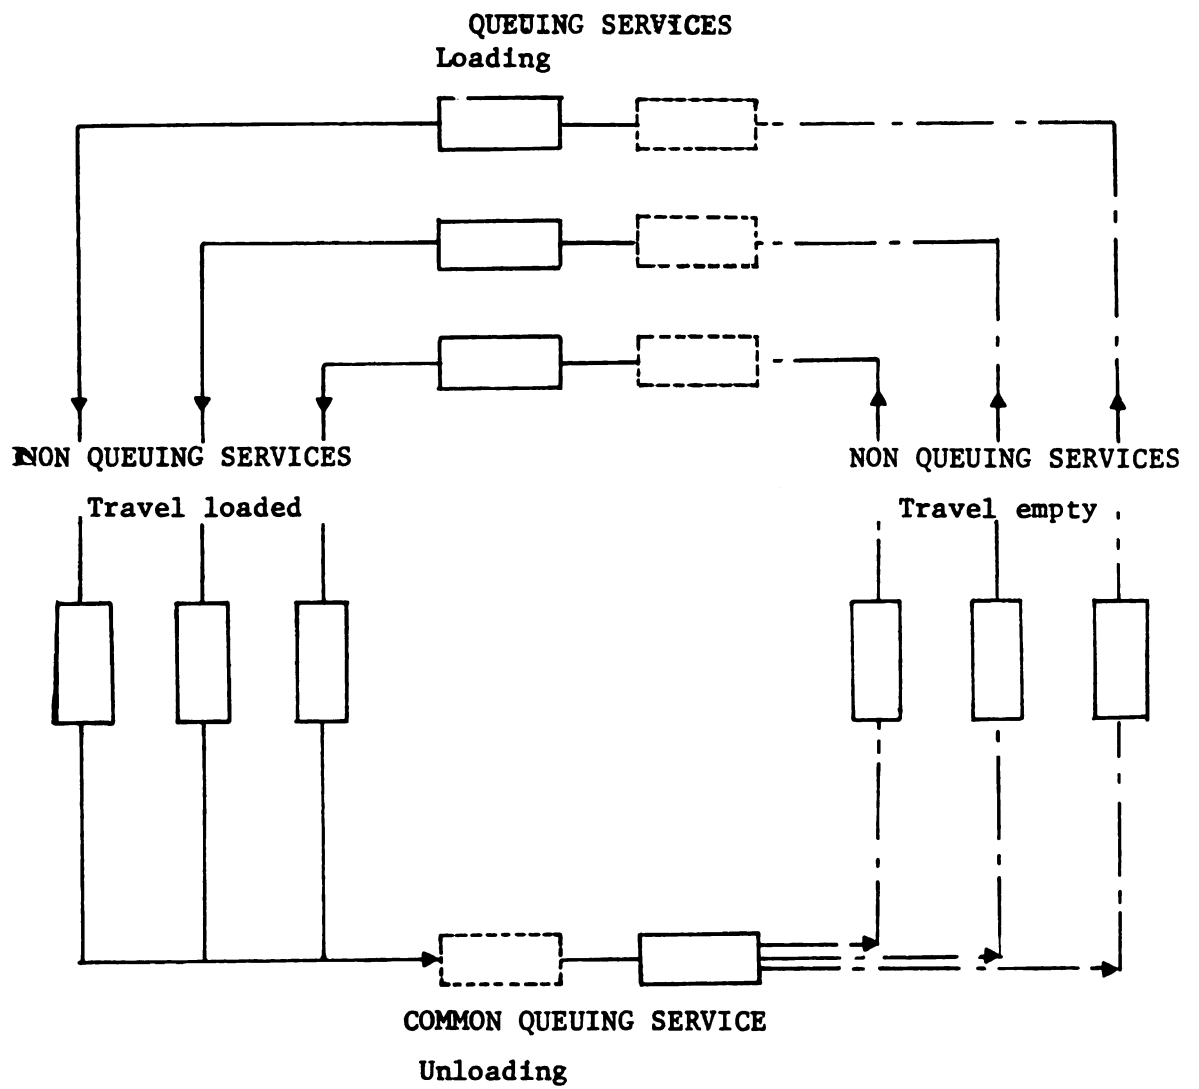 QUEUING SERVICES
Loading
NON QUEUING SERVICES
Travel loaded
NON QUEUING SERVICES
Travel empty
COMMON QUEUING SERVICE
Unloading